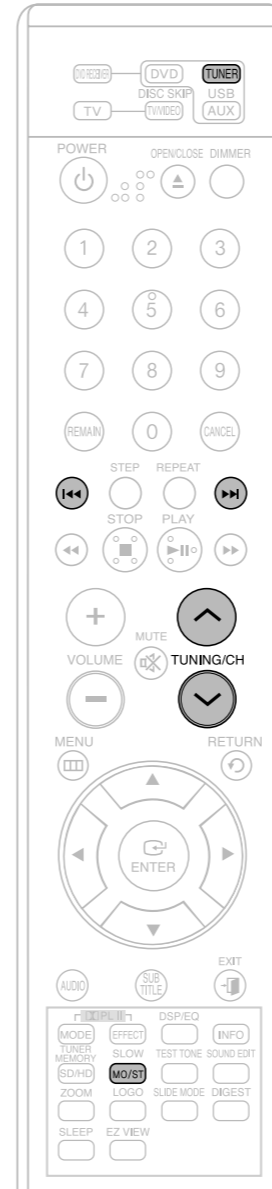 DVD RECEIVER DVD TUNER
DISC SKIP USB
TV TV/VIDEO AUX
POWER OPEN/CLOSE DIMMER
1 2 3
4 5 6
7 8 9
REMAIN 0 CANCEL
STEP REPEAT
STOP PLAY
+
MUTE
VOLUME TUNING/CH
MENU RETURN
ENTER
EXIT
AUDIO SUB TITLE
PL II DSP/EQ
MODE EFFECT INFO
TUNER MEMORY SLOW TEST TONE SOUND EDIT
SD/HD MO/ST
ZOOM LOGO SLIDE MODE DIGEST
SLEEP EZ VIEW